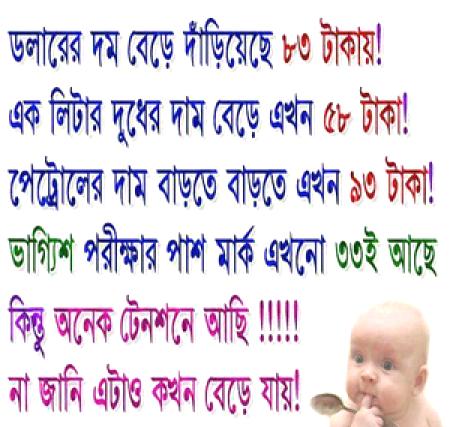 ডলারের দম বেড়ে দাঁড়িয়েছে ৮৩ টাকায়!
এক লিটার দুধের দাম বেড়ে এখন ৫৮ টাকা!
পেট্রোলের দাম বাড়তে বাড়তে এখন ৯৩ টাকা!
ভাগ্যিশ পরীক্ষার পাশ মার্ক এখনো ৩৩ই আছে
কিন্তু অনেক টেনশনে আছি !!!!!
না জানি এটাও কখন বেড়ে যায়!